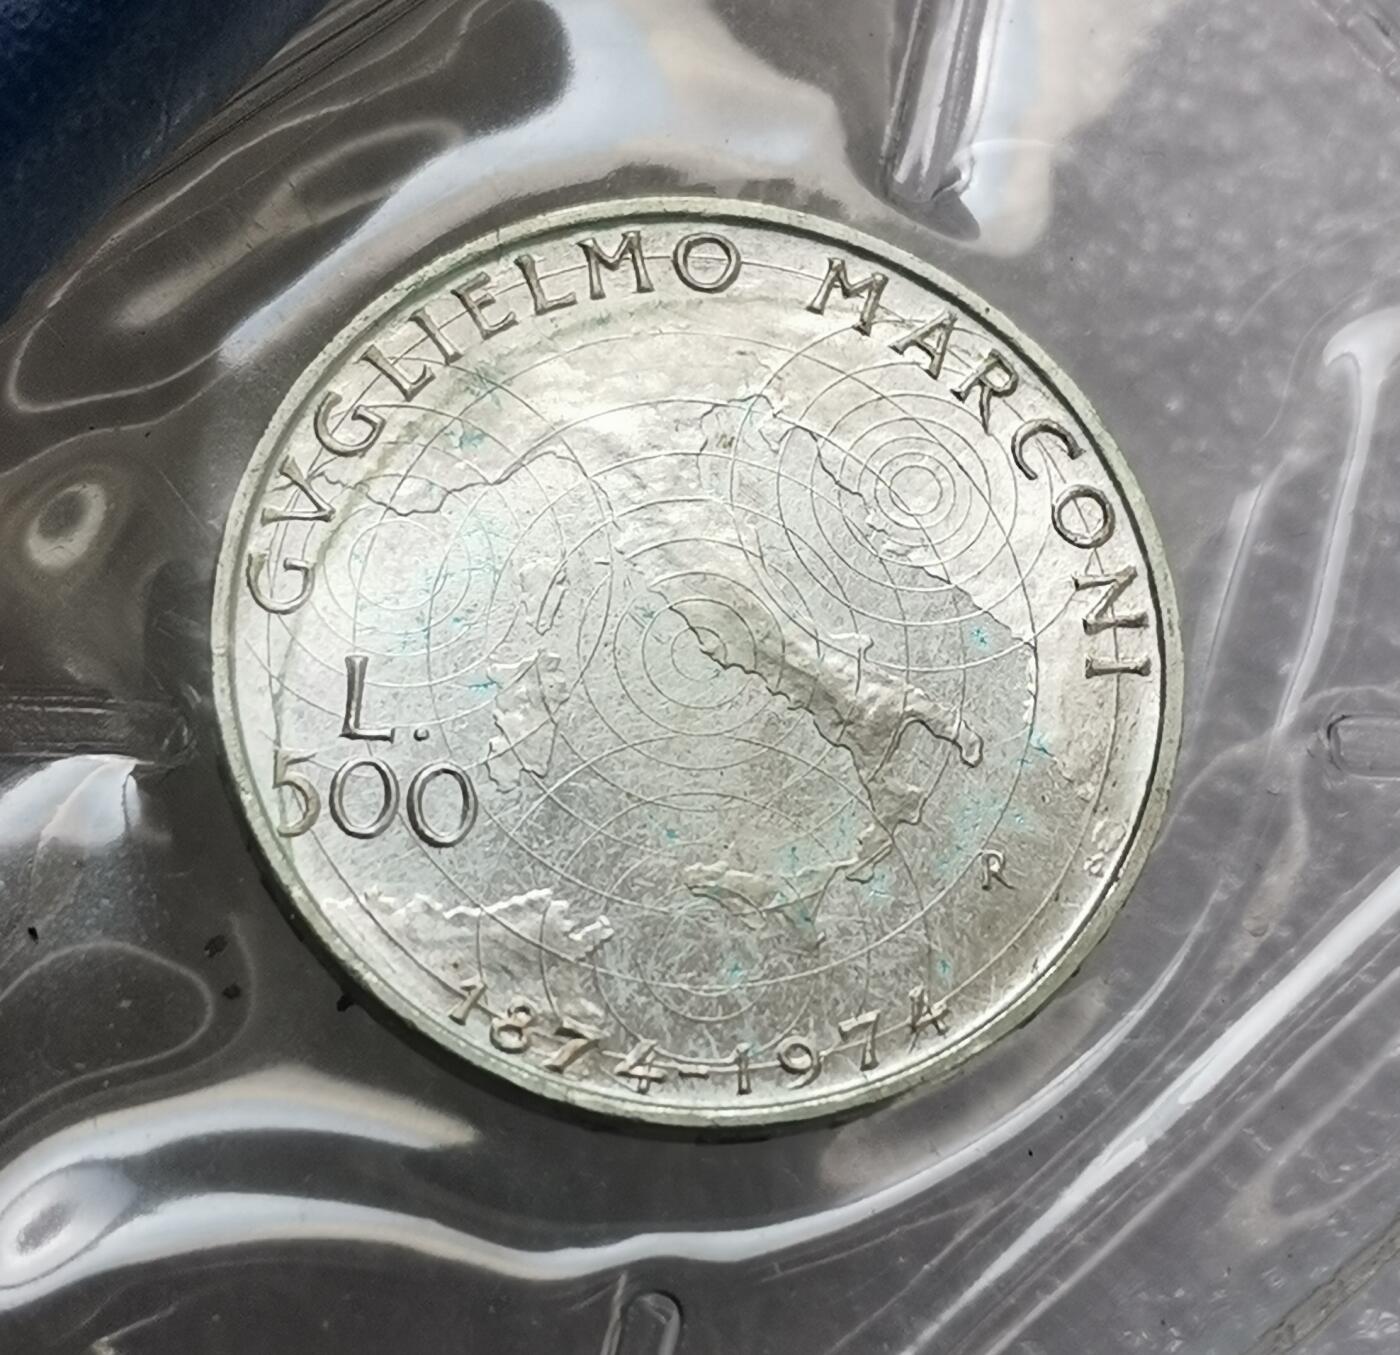 GVGLIELMO MARCONI
L.
500
R
1874-1974